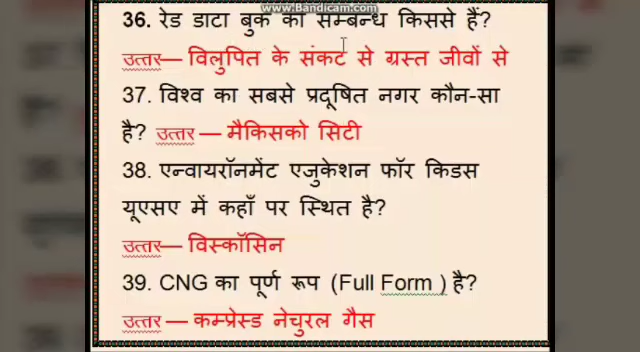 www.Bandicam.com
36. रेड डाटा बुक का सम्बन्ध किससे हैं?
उत्तर— विलुपित के संकट से ग्रस्त जीवों से
37. विश्व का सबसे प्रदूषित नगर कौन-सा
है? उत्तर — मैकिसको सिटी
38. एन्वायरॉनमेंट एजुकेशन फॉर किडस
यूएसए में कहाँ पर स्थित है?
उत्तर— विस्कॉसिन
39. CNG का पूर्ण रूप (Full Form ) है?
उत्तर — कम्प्रेस्ड नेचुरल गैस